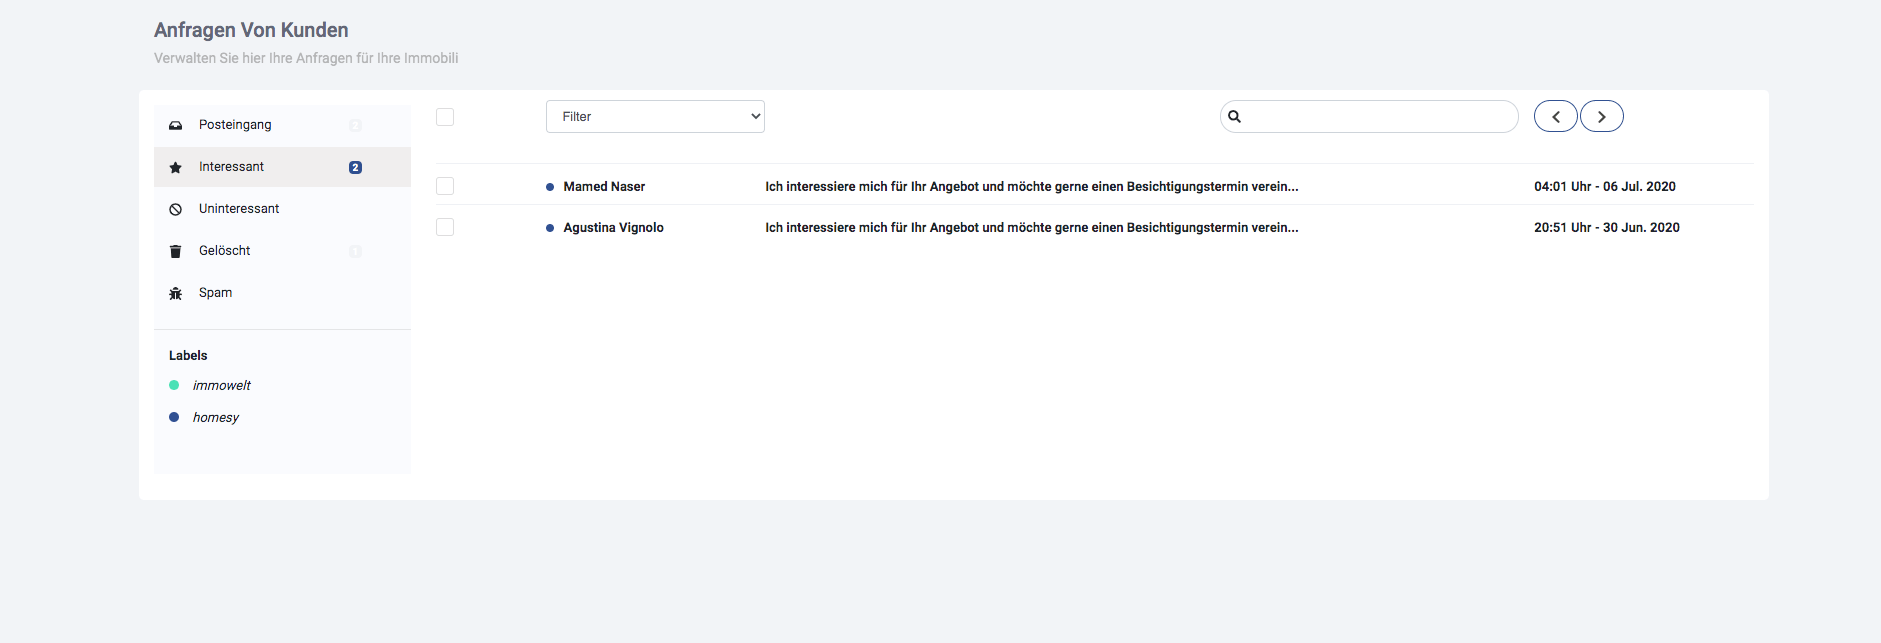 Anfragen Von Kunden
Verwalten Sie hier Ihre Anfragen für Ihre Immobili
Posteingang 2
Interessant 2
Uninteressant
Gelöscht 1
Spam
Labels
immowelt
homesy
Filter
Mamed Naser Ich interessiere mich für Ihr Angebot und möchte gerne einen Besichtigungstermin verein... 04:01 Uhr - 06 Jul. 2020
Agustina Vignolo Ich interessiere mich für Ihr Angebot und möchte gerne einen Besichtigungstermin verein... 20:51 Uhr - 30 Jun. 2020